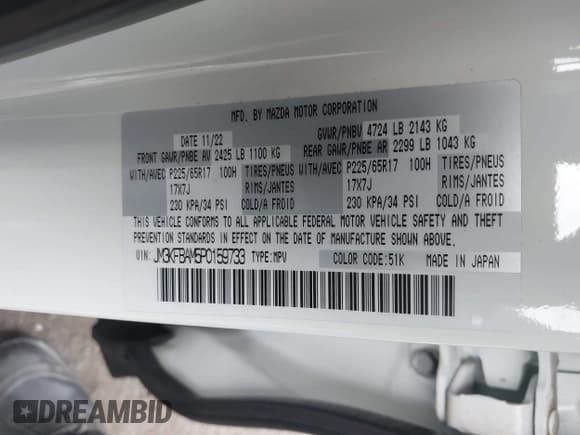 MFD. BY MAZDA MOTOR CORPORATION
DATE 11/22 GVWR/PNBV 4724 LB 2143 KG
FRONT GAWR/PNBE AV 2425 LB 1100 KG REAR GAWR/PNBE AR 2299 LB 1043 KG
WITH/AVEC P225/65R17 100H TIRES/PNEUS WITH/AVEC P225/65R17 100H TIRES/PNEUS
17X7J RIMS/JANTES 17X7J RIMS/JANTES
230 KPA/34 PSI COLD/A FROID 230 KPA/34 PSI COLD/A FROID
THIS VEHICLE CONFORMS TO ALL APPLICABLE FEDERAL MOTOR VEHICLE SAFETY AND THEFT
PREVENTION STANDARDS IN EFFECT ON THE DATE OF MANUFACTURE SHOWN ABOVE.
VIN: JM3KFBAM5P0159733 TYPE:MPV COLOR CODE:51K MADE IN JAPAN
DREAMBID